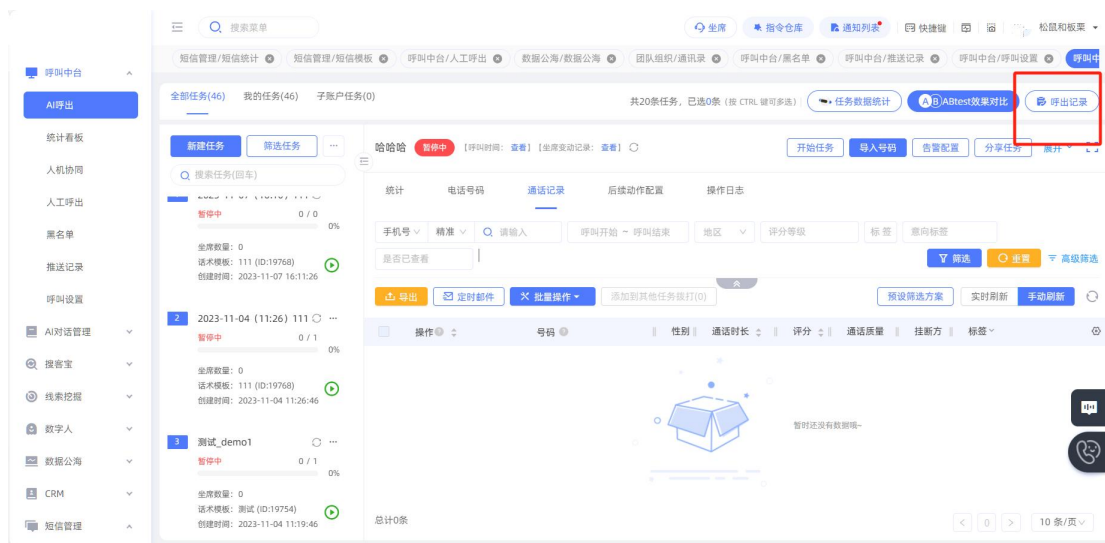 搜索菜单 坐席 指令仓库 通知列表 快捷键 松鼠和板栗
短信管理/短信统计 短信管理/短信模板 呼叫中台/人工呼出 数据公海/数据公海 团队组织/通讯录 呼叫中台/黑名单 呼叫中台/推送记录 呼叫中台/呼叫设置 呼叫中
呼叫中台
AI呼出
统计看板
人机协同
人工呼出
黑名单
推送记录
呼叫设置
AI对话管理
搜客宝
线索挖掘
数字人
数据公海
CRM
短信管理
全部任务(46) 我的任务(46) 子账户任务(0)
共20条任务，已选0条 (按 CTRL 键可多选) 任务数据统计 AB ABtest效果对比 呼出记录
新建任务 筛选任务 ···
搜索任务(回车)
2023-11-07 (16:10) 111
暂停中 0 / 0
0%
坐席数量：0
话术模板：111 (ID:19768)
创建时间：2023-11-07 16:11:26
2 2023-11-04 (11:26) 111 ···
暂停中 0 / 1
0%
坐席数量：0
话术模板：111 (ID:19768)
创建时间：2023-11-04 11:26:46
3 测试_demo1 ···
暂停中 0 / 1
0%
坐席数量：0
话术模板：测试 (ID:19754)
创建时间：2023-11-04 11:19:46
哈哈哈 暂停中 【呼叫时间：查看】【坐席变动记录：查看】 开始任务 导入号码 告警配置 分享任务 展开
统计 电话号码 通话记录 后续动作配置 操作日志
手机号 精准 请输入 呼叫开始 ~ 呼叫结束 地区 评分等级 标 签 意向标签
是否已查看 筛选 重置 高级筛选
导出 定时邮件 批量操作 添加到其他任务拨打(0) 预设筛选方案 实时刷新 手动刷新
操作 号码 性别 通话时长 评分 通话质量 挂断方 标签
暂时还没有数据哦~
总计0条 < 0 > 10 条/页